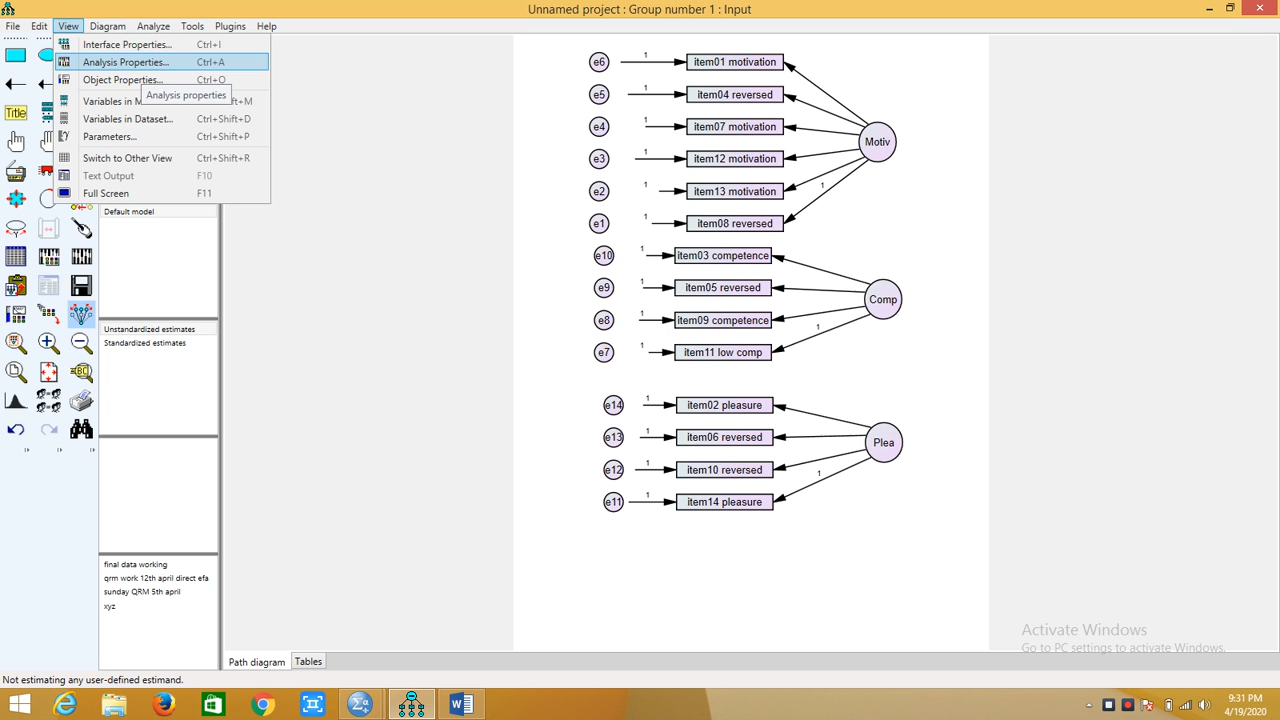 Unnamed project : Group number 1 : Input
File Edit View Diagram Analyze Tools Plugins Help
Interface Properties... Ctrl+I
Analysis Properties... Ctrl+A
Object Properties... Ctrl+O
Analysis properties
Variables in M
ft+M
Variables in Dataset... Ctrl+Shift+D
Parameters... Ctrl+Shift+P
Switch to Other View Ctrl+Shift+R
Text Output F10
Full Screen F11
Title
Default model
Unstandardized estimates
Standardized estimates
final data working
qrm work 12th april direct efa
sunday QRM 5th april
xyz
e6 1 item01 motivation
e5 1 item04 reversed
e4 1 item07 motivation
Motiv
e3 1 item12 motivation
e2 1 item13 motivation 1
e1 1 item08 reversed
e10 1 item03 competence
e9 1 item05 reversed
Comp
e8 1 item09 competence 1
e7 1 item11 low comp
e14 1 item02 pleasure
e13 1 item06 reversed
Plea
e12 1 item10 reversed 1
e11 1 item14 pleasure
Activate Windows
Go to PC settings to activate Windows.
Path diagram Tables
Not estimating any user-defined estimand.
9:31 PM
4/19/2020